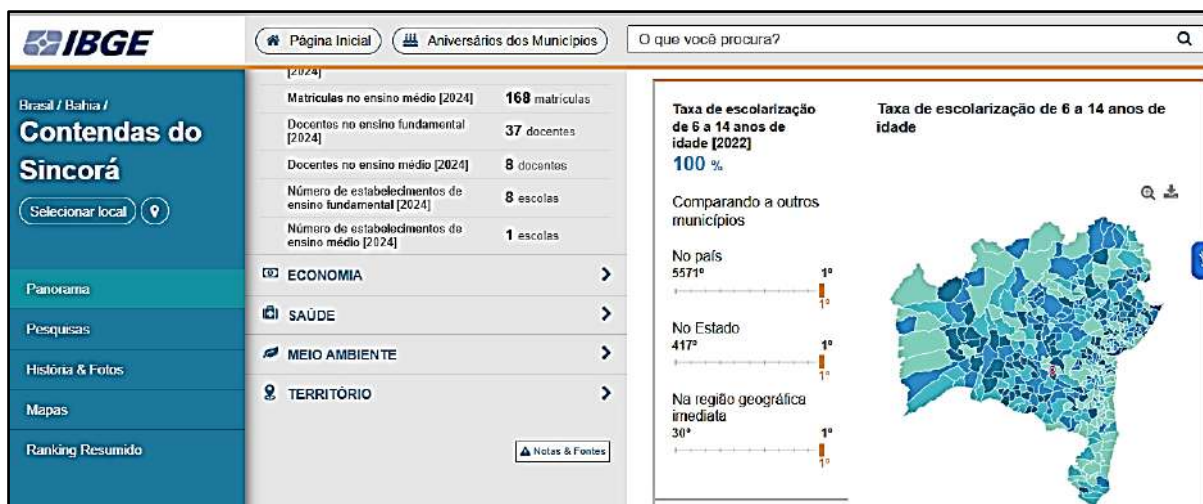 IBGE
Página Inicial
Aniversários dos Municípios
O que você procura?
Brasil / Bahia /
Contendas do
Sincorá
Selecionar local
Panorama
Pesquisas
História & Fotos
Mapas
Ranking Resumido
[2024]
Matrículas no ensino médio [2024] 168 matrículas
Docentes no ensino fundamental
[2024] 37 docentes
Docentes no ensino médio [2024] 8 docentes
Número de estabelecimentos de
ensino fundamental [2024] 8 escolas
Número de estabelecimentos de
ensino médio [2024] 1 escolas
ECONOMIA
SAÚDE
MEIO AMBIENTE
TERRITÓRIO
Notas & Fontes
Taxa de escolarização
de 6 a 14 anos de
idade [2022]
100 %
Comparando a outros
municípios
No país
5571º 1º
1º
No Estado
417º 1º
1º
Na região geográfica
imediata
30º 1º
1º
Taxa de escolarização de 6 a 14 anos de
idade